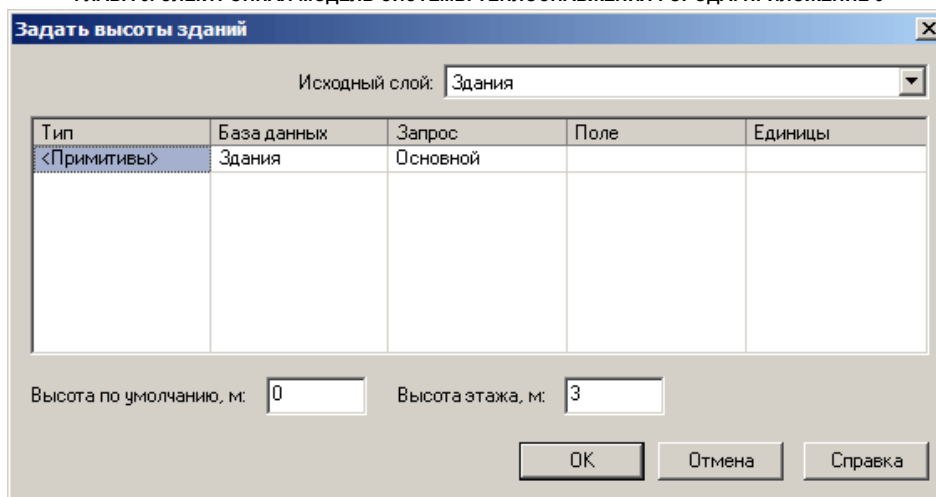 Задать высоты зданий
Исходный слой: Здания
Тип База данных Запрос Поле Единицы
<Примитивы> Здания Основной
Высота по умолчанию, м: 0 Высота этажа, м: 3
OK Отмена Справка